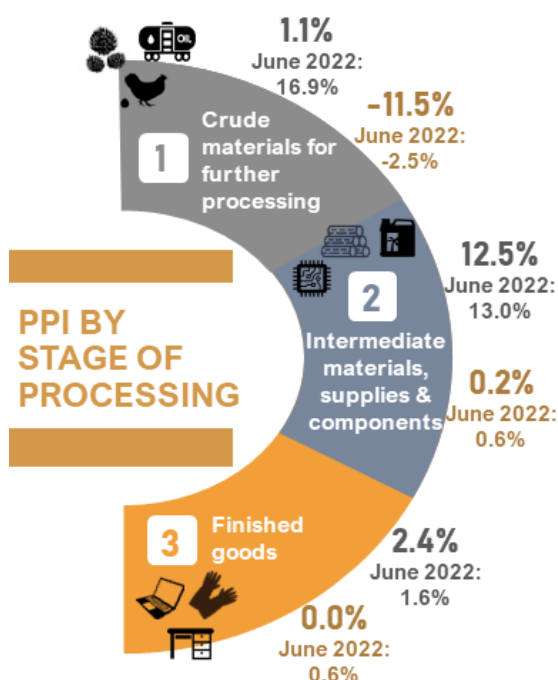 1.1%
June 2022:
16.9%
-11.5%
June 2022:
-2.5%
OIL
1
Crude
materials for
further
processing
12.5%
June 2022:
13.0%
2
Intermediate
materials,
supplies &
components
0.2%
June 2022:
0.6%
PPI BY
STAGE OF
PROCESSING
3
Finished
goods
2.4%
June 2022:
1.6%
0.0%
June 2022:
0.6%